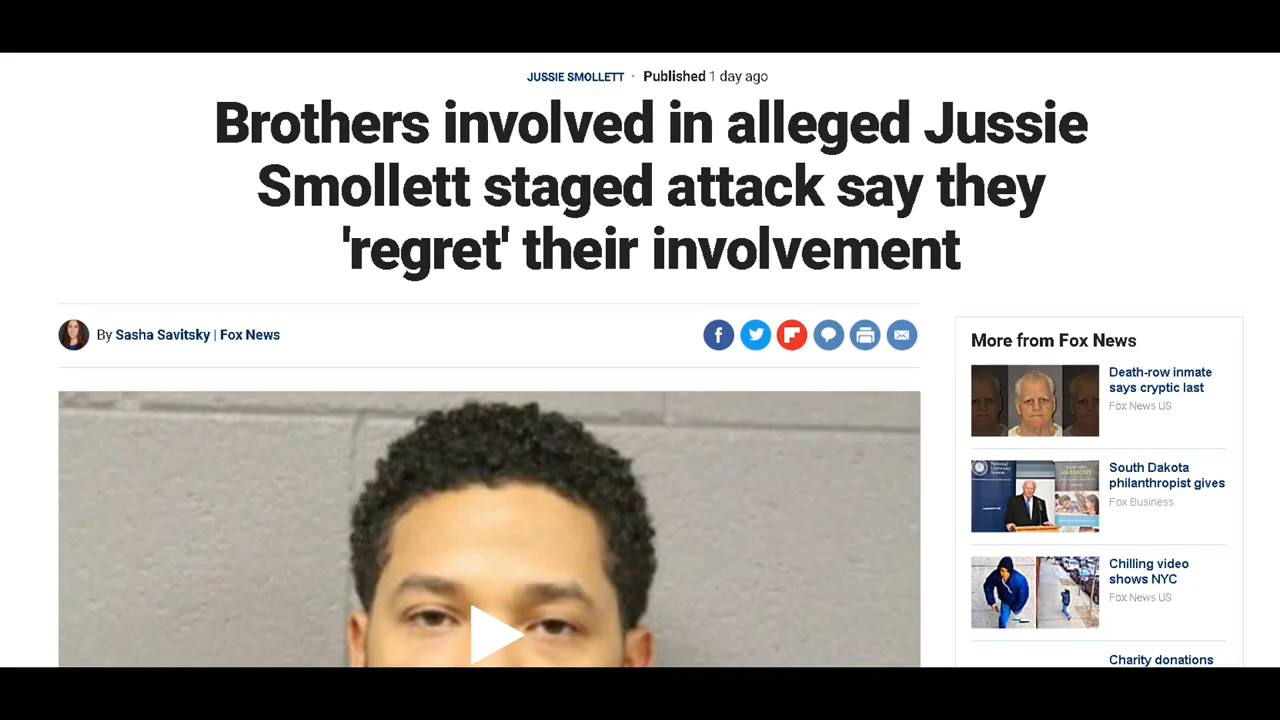 JUSSIE SMOLLETT · Published 1 day ago
Brothers involved in alleged Jussie
Smollett staged attack say they
'regret' their involvement
By Sasha Savitsky | Fox News
More from Fox News
Death-row inmate
says cryptic last
Fox News US
South Dakota
philanthropist gives
Fox Business
Chilling video
shows NYC
Fox News US
Charity donations